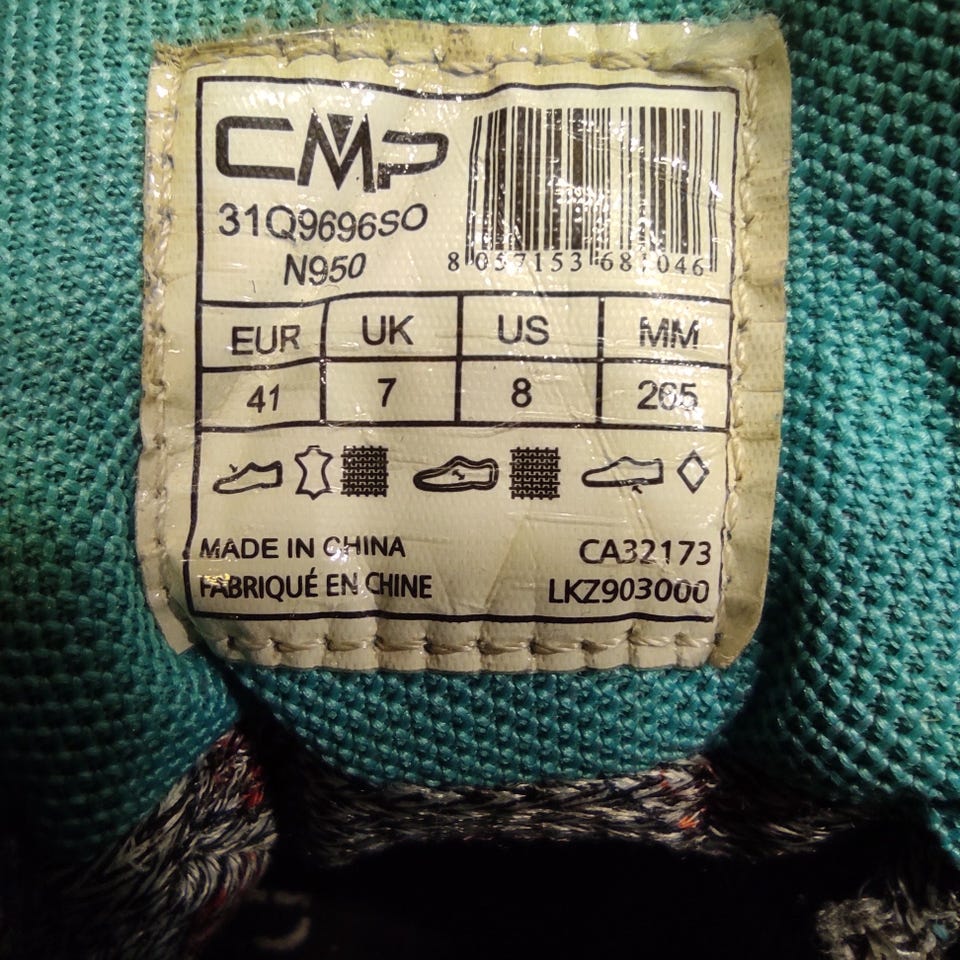 CMP
31Q9696SO
N950
8 057153 681046
EUR UK US MM
41 7 8 265
MADE IN CHINA CA32173
FABRIQUÉ EN CHINE LKZ903000